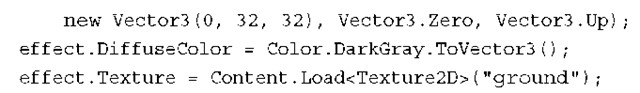 new Vector3(0, 32, 32), Vector3.Zero, Vector3.Up);
effect.DiffuseColor = Color.DarkGray.ToVector3();
effect.Texture = Content.Load<Texture2D>("ground");